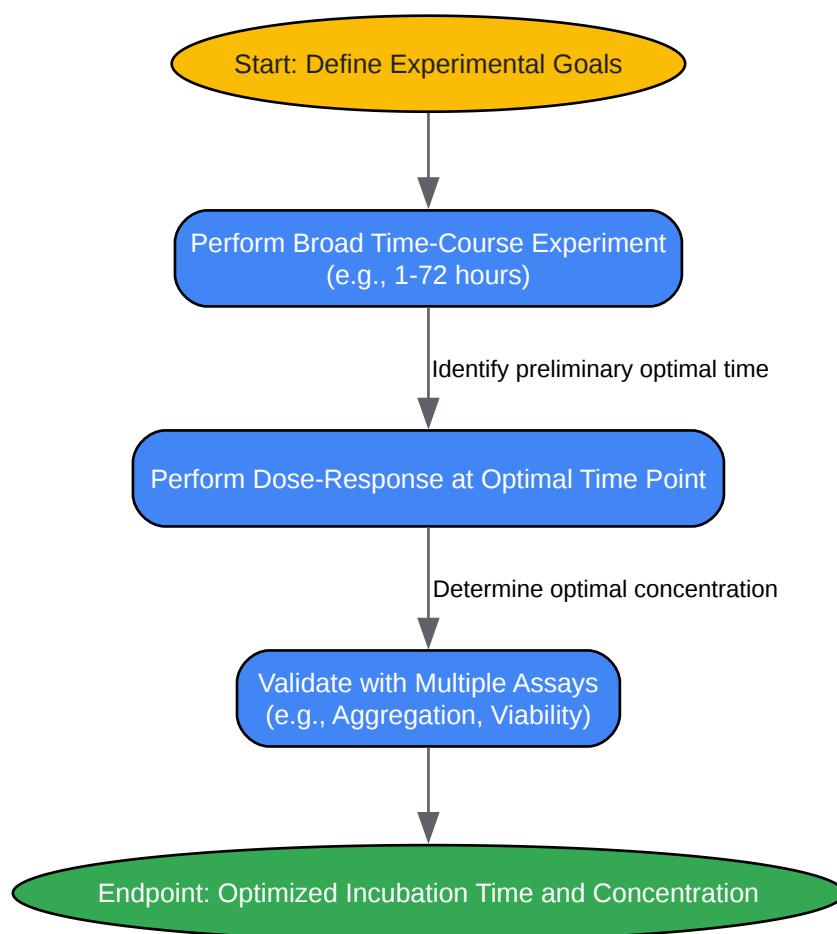 Start: Define Experimental Goals
Perform Broad Time-Course Experiment
(e.g., 1-72 hours)
Identify preliminary optimal time
Perform Dose-Response at Optimal Time Point
Determine optimal concentration
Validate with Multiple Assays
(e.g., Aggregation, Viability)
Endpoint: Optimized Incubation Time and Concentration